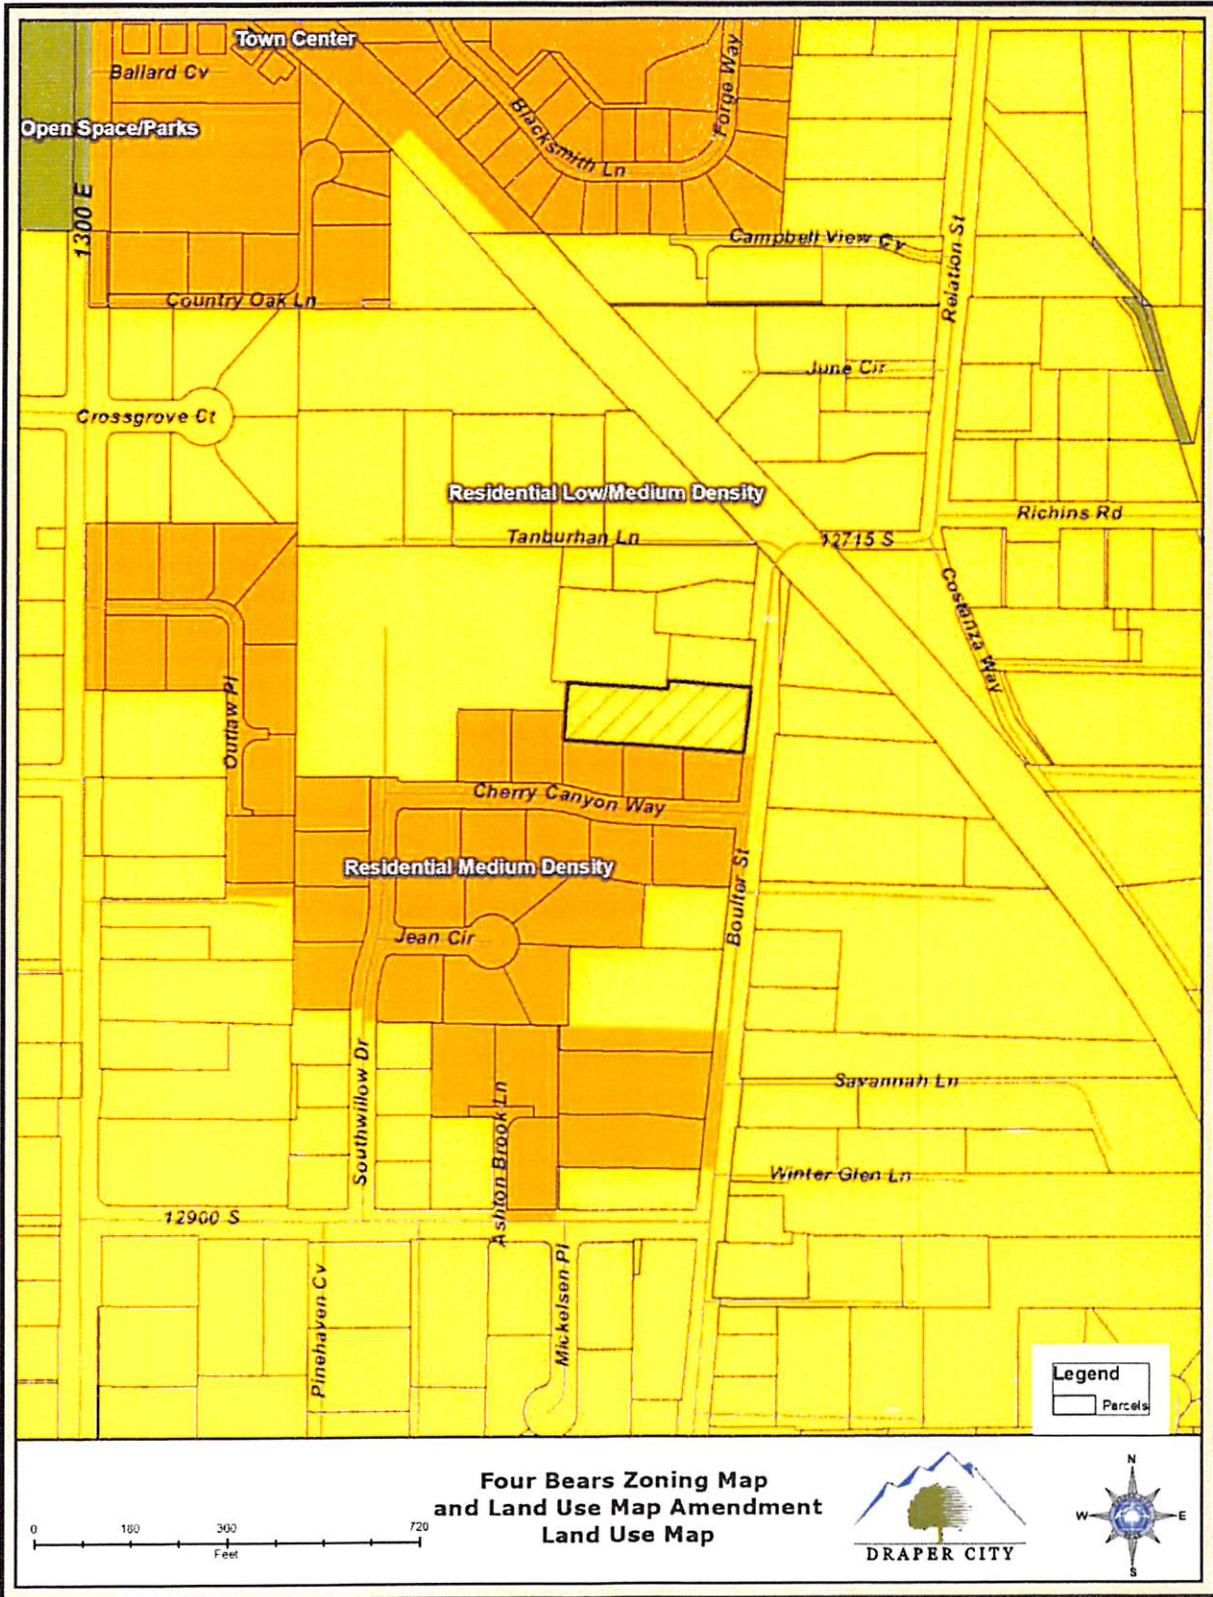 Town Center
Ballard Cv
Open Space/Parks
1300 E
Blacksmith Ln
Forge Way
Campbell View Cv
Relation St
Country Oak Ln
June Cir
Crossgrove Ct
Residential Low/Medium Density
Richins Rd
Tanburhan Ln
12715 S
Costanza Way
Outlaw Pl
Cherry Canyon Way
Residential Medium Density
Boulter St
Jean Cir
Southwillow Dr
Ashton Brook Ln
Savannah Ln
Winter Glen Ln
12900 S
Pinehaven Cv
Mickelsen Pl
Legend
Parcels
Four Bears Zoning Map
and Land Use Map Amendment
Land Use Map
0 180 360 720
Feet
DRAPER CITY
N
W E
S